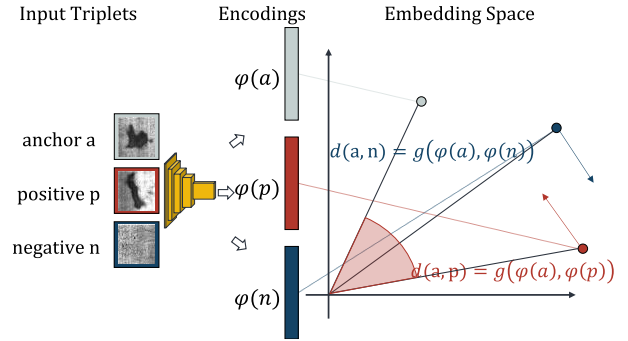 Input Triplets
Encodings
Embedding Space
φ(a)
anchor a
d(a, n) = g(φ(a), φ(n))
positive p
φ(p)
negative n
d(a, p) = g(φ(a), φ(p))
φ(n)